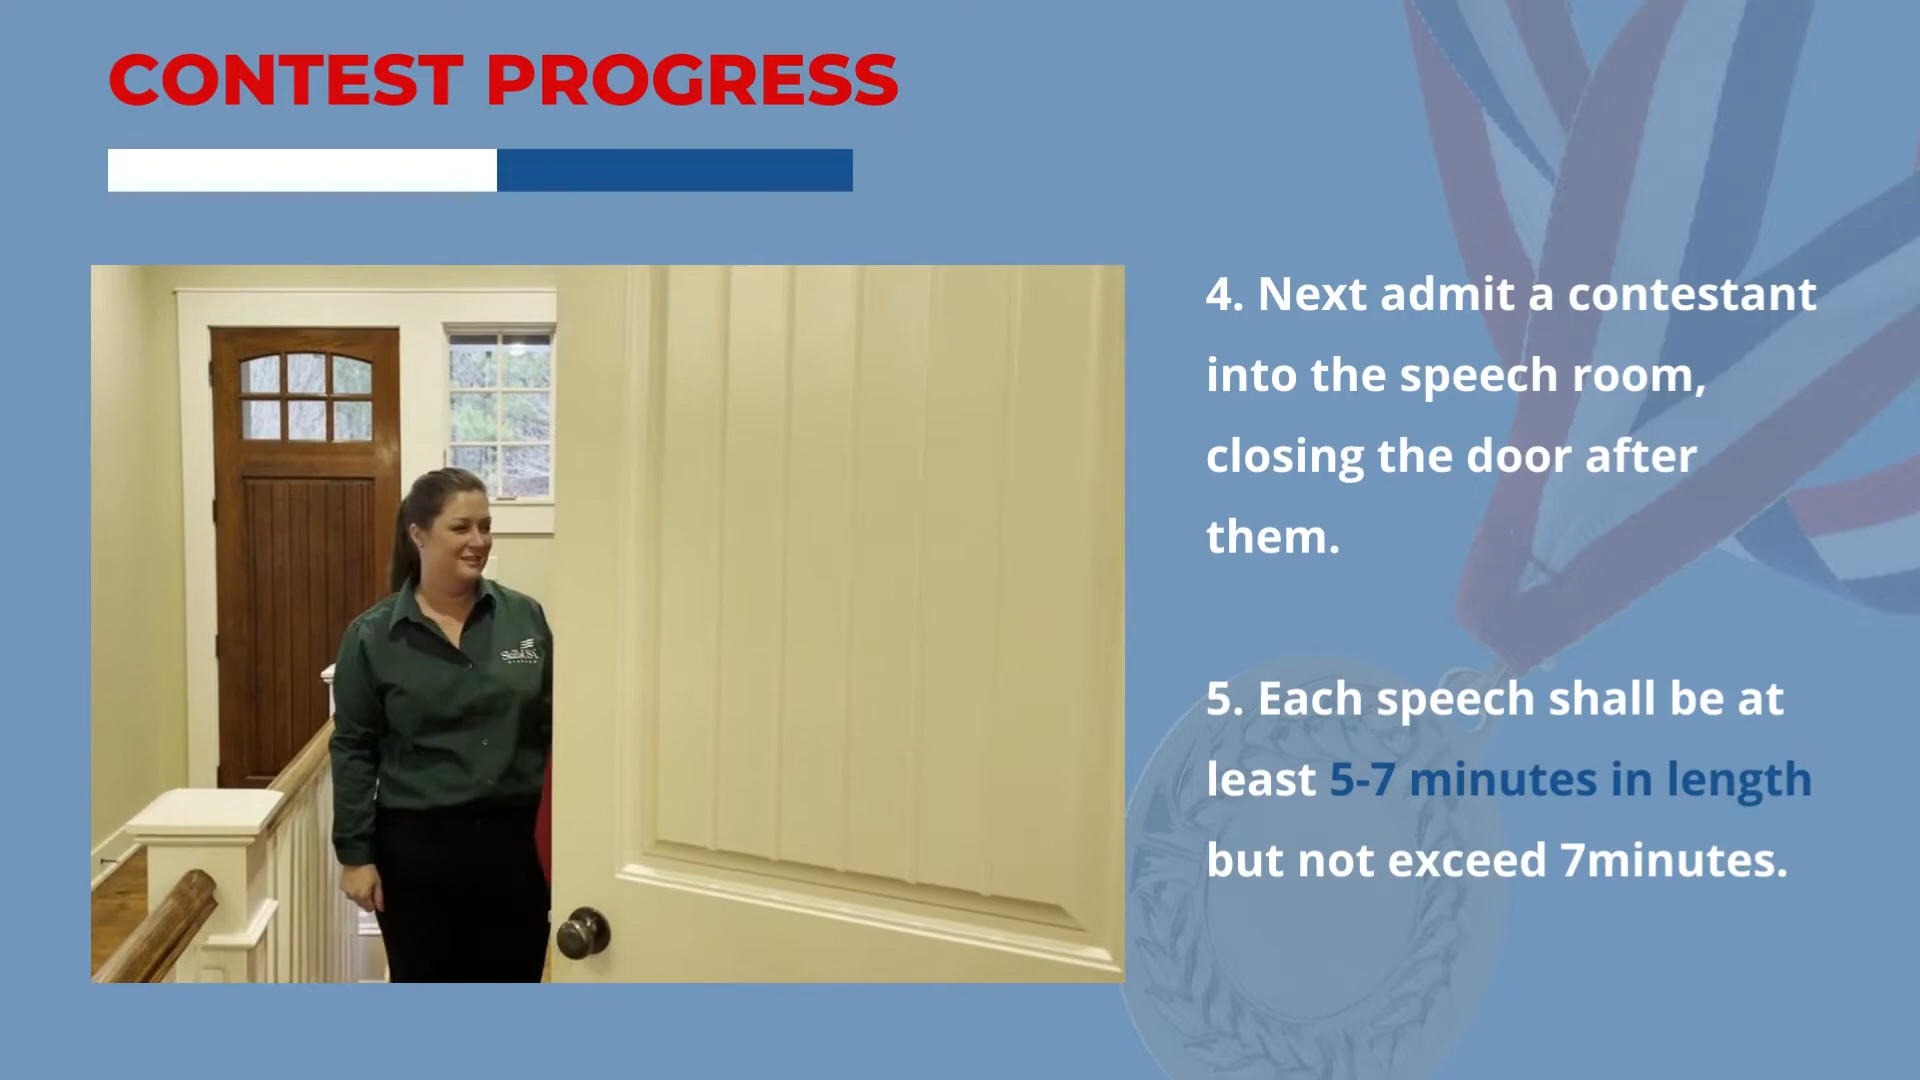 CONTEST PROGRESS
4. Next admit a contestant
into the speech room,
closing the door after
them.
5. Each speech shall be at
least 5-7 minutes in length
but not exceed 7minutes.
SkillsUSA